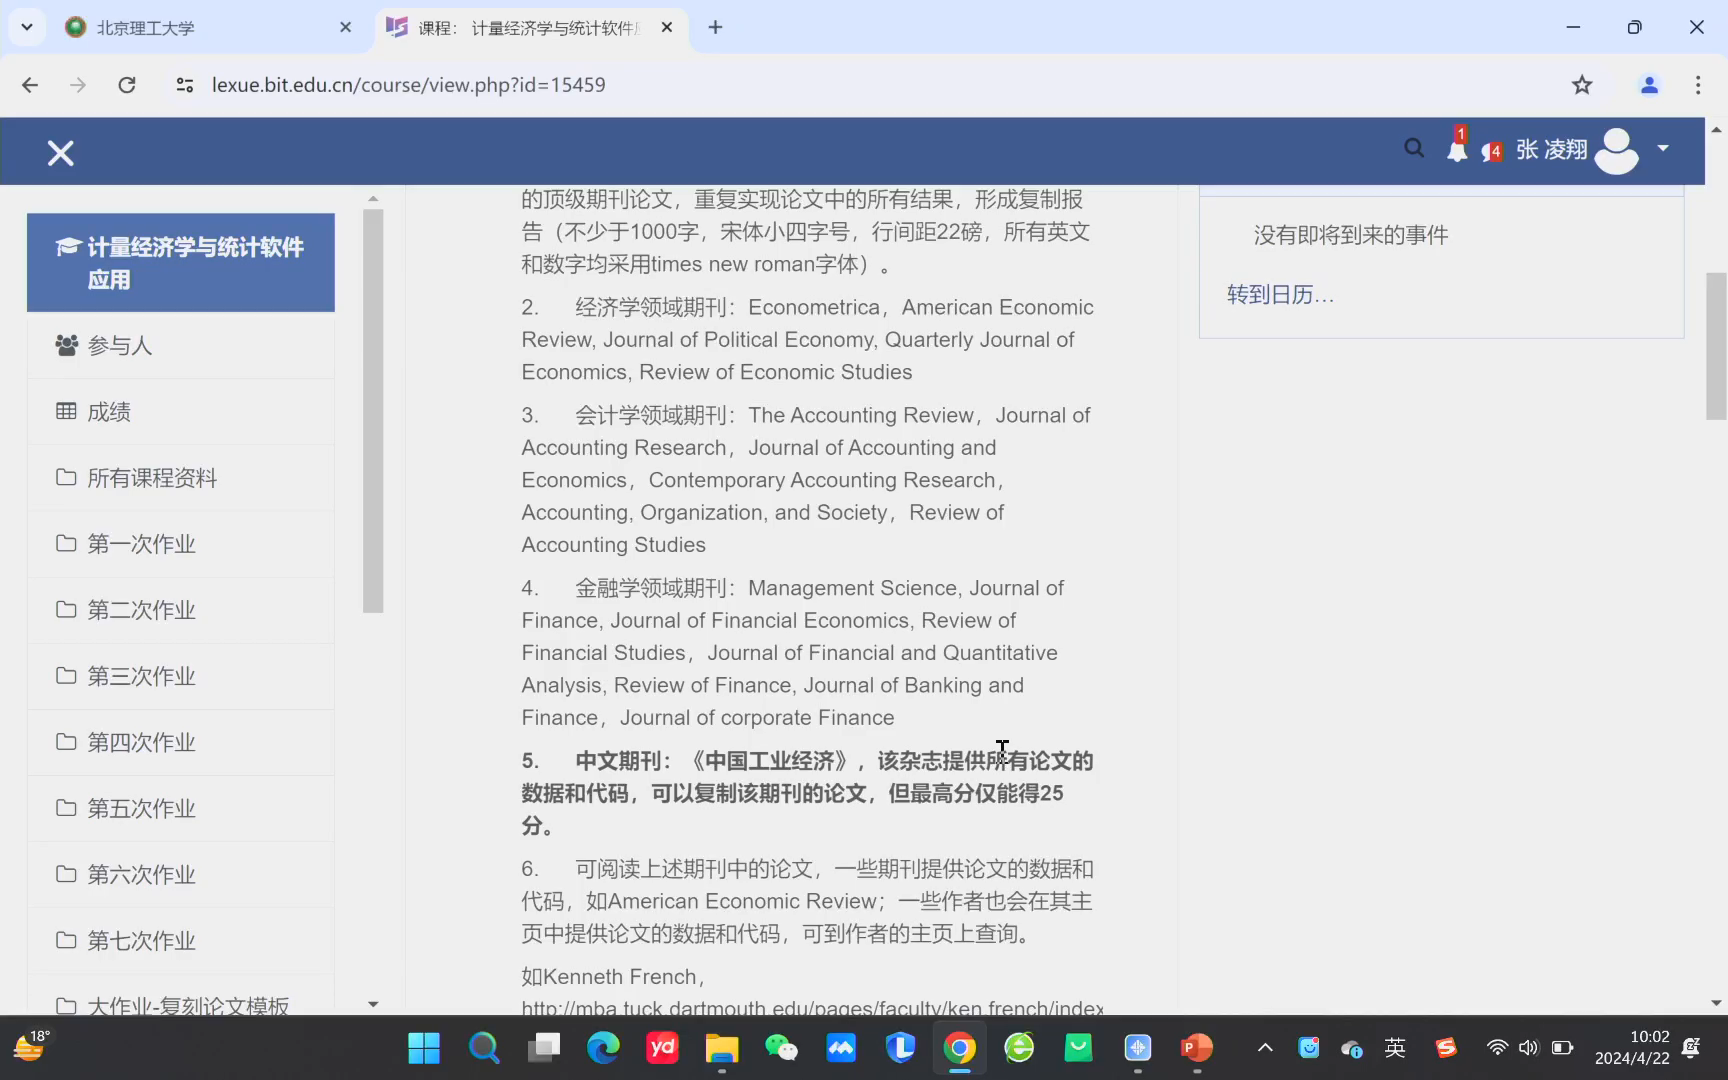 北京理工大学
课程： 计量经济学与统计软件应
lexue.bit.edu.cn/course/view.php?id=15459
1
4
张 凌翔
计量经济学与统计软件
应用
参与人
成绩
所有课程资料
第一次作业
第二次作业
第三次作业
第四次作业
第五次作业
第六次作业
第七次作业
大作业-复刻论文模板
的顶级期刊论文，重复实现论文中的所有结果，形成复制报
告（不少于1000字，宋体小四字号，行间距22磅，所有英文
和数字均采用times new roman字体）。
2. 经济学领域期刊：Econometrica，American Economic
Review, Journal of Political Economy, Quarterly Journal of
Economics, Review of Economic Studies
3. 会计学领域期刊：The Accounting Review，Journal of
Accounting Research，Journal of Accounting and
Economics，Contemporary Accounting Research，
Accounting, Organization, and Society，Review of
Accounting Studies
4. 金融学领域期刊：Management Science, Journal of
Finance, Journal of Financial Economics, Review of
Financial Studies，Journal of Financial and Quantitative
Analysis, Review of Finance, Journal of Banking and
Finance，Journal of corporate Finance
5. 中文期刊：《中国工业经济》，该杂志提供所有论文的
数据和代码，可以复制该期刊的论文，但最高分仅能得25
分。
6. 可阅读上述期刊中的论文，一些期刊提供论文的数据和
代码，如American Economic Review；一些作者也会在其主
页中提供论文的数据和代码，可到作者的主页上查询。
如Kenneth French，
http://mba.tuck.dartmouth.edu/pages/faculty/ken.french/index
没有即将到来的事件
转到日历...
18°
yd
英
10:02
2024/4/22